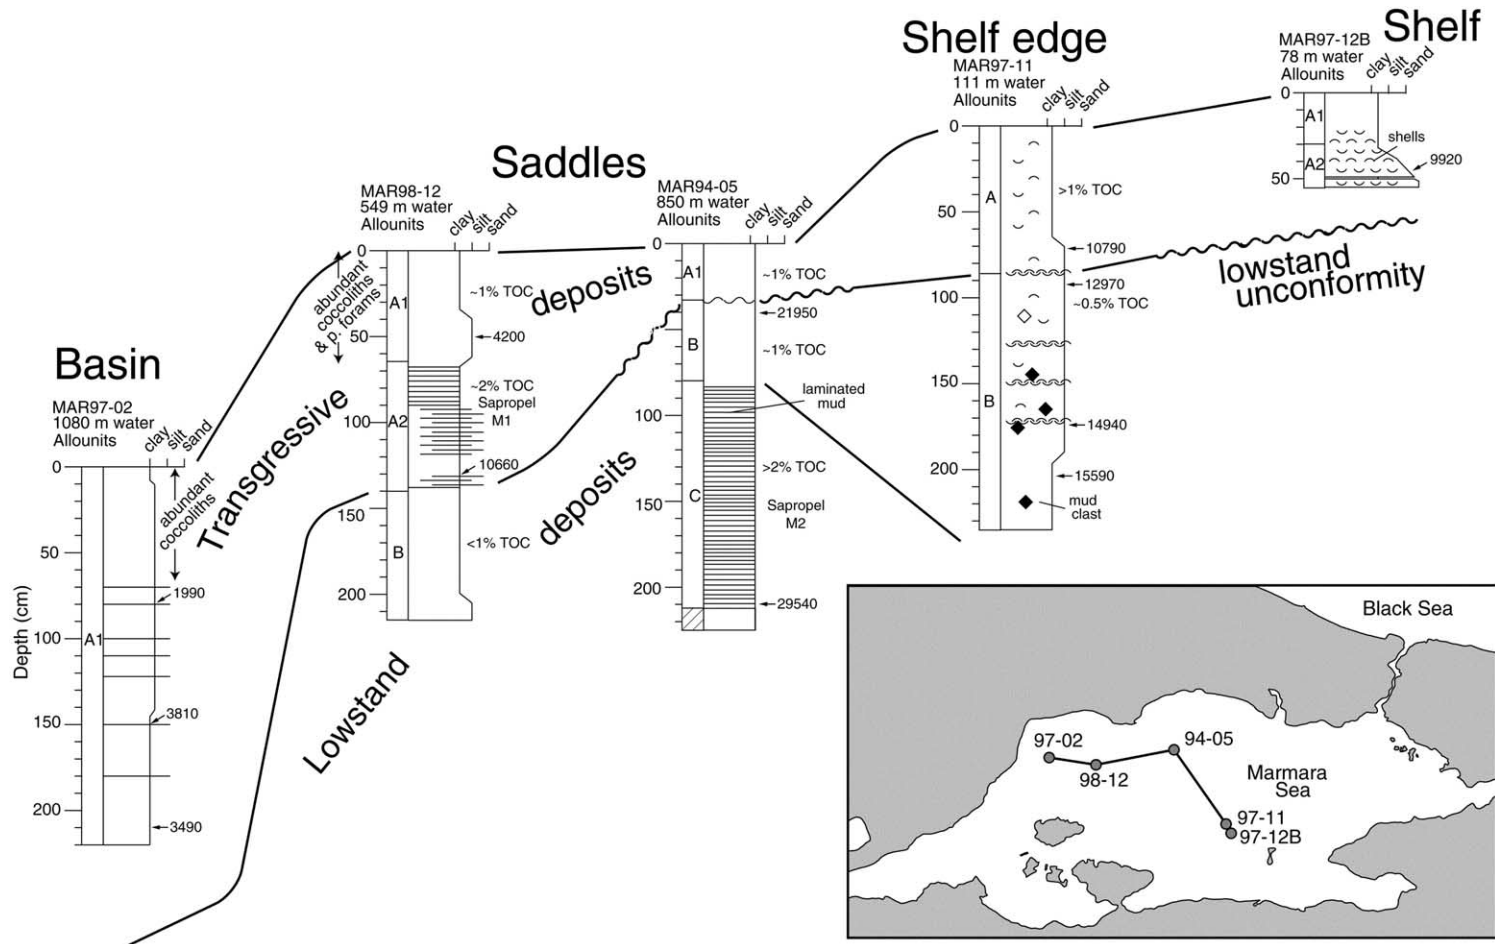 Shelf edge
Shelf
Saddles
Basin
MAR97-02
1080 m water
Allounits
clay
silt
sand
0
50
100
150
200
Depth (cm)
A1
abundant
coccoliths
1990
3810
3490
MAR98-12
549 m water
Allounits
clay
silt
sand
0
50
100
150
200
A1
A2
B
abundant
coccoliths
& p. forams
~1% TOC
4200
~2% TOC
Sapropel
M1
10660
<1% TOC
Transgressive
deposits
Lowstand
deposits
MAR94-05
850 m water
Allounits
clay
silt
sand
0
100
150
200
A1
B
C
~1% TOC
21950
~1% TOC
laminated
mud
>2% TOC
Sapropel
M2
29540
MAR97-11
111 m water
Allounits
clay
silt
sand
0
50
100
150
200
A
B
>1% TOC
10790
12970
~0.5% TOC
14940
15590
mud
clast
MAR97-12B
78 m water
Allounits
clay
silt
sand
0
50
A1
A2
shells
9920
lowstand
unconformity
Black Sea
97-02
98-12
94-05
Marmara
Sea
97-11
97-12B